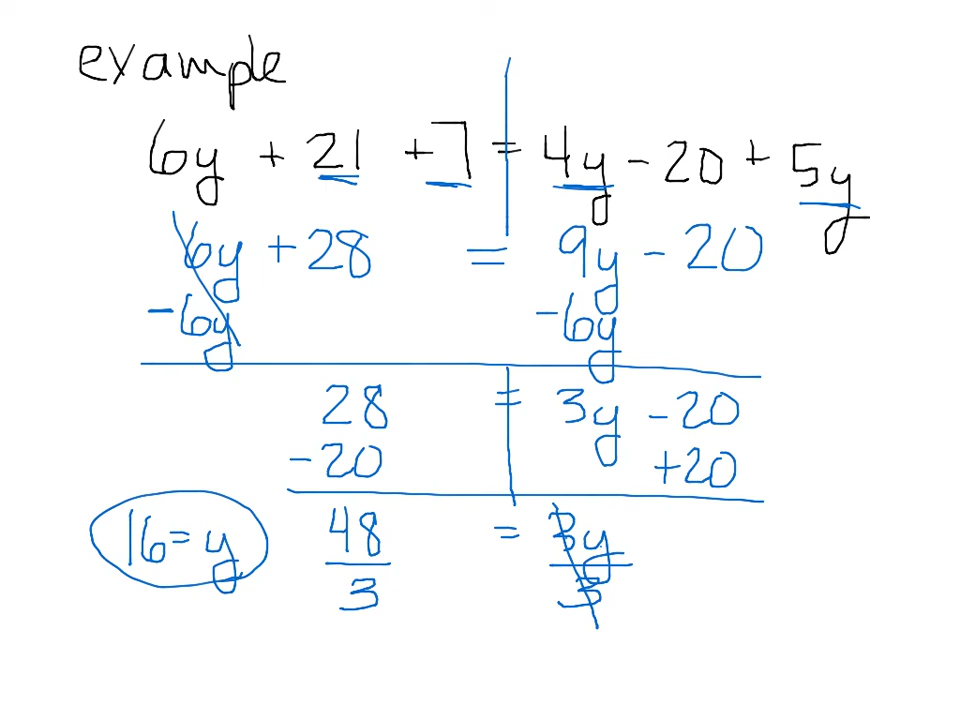 example
6y + 21 + 7 = 4y - 20 + 5y
6y + 28 = 9y - 20
-6y -6y
28 = 3y - 20
-20 +20
16 = y 48 = 3y
3 3